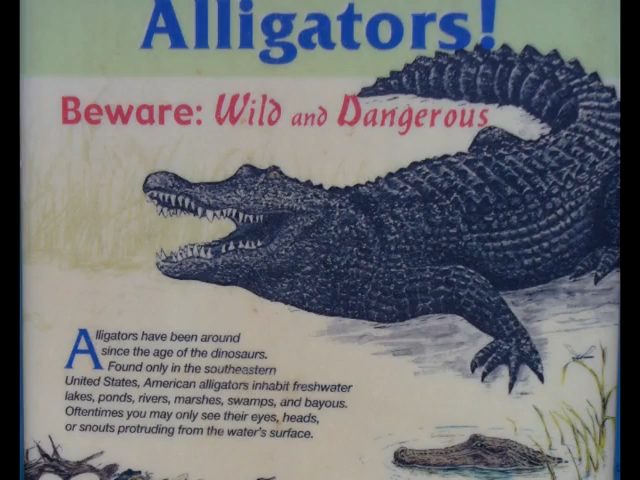 Alligators!
Beware: Wild and Dangerous
Alligators have been around
since the age of the dinosaurs.
Found only in the southeastern
United States, American alligators inhabit freshwater
lakes, ponds, rivers, marshes, swamps, and bayous.
Oftentimes you may only see their eyes, heads,
or snouts protruding from the water's surface.